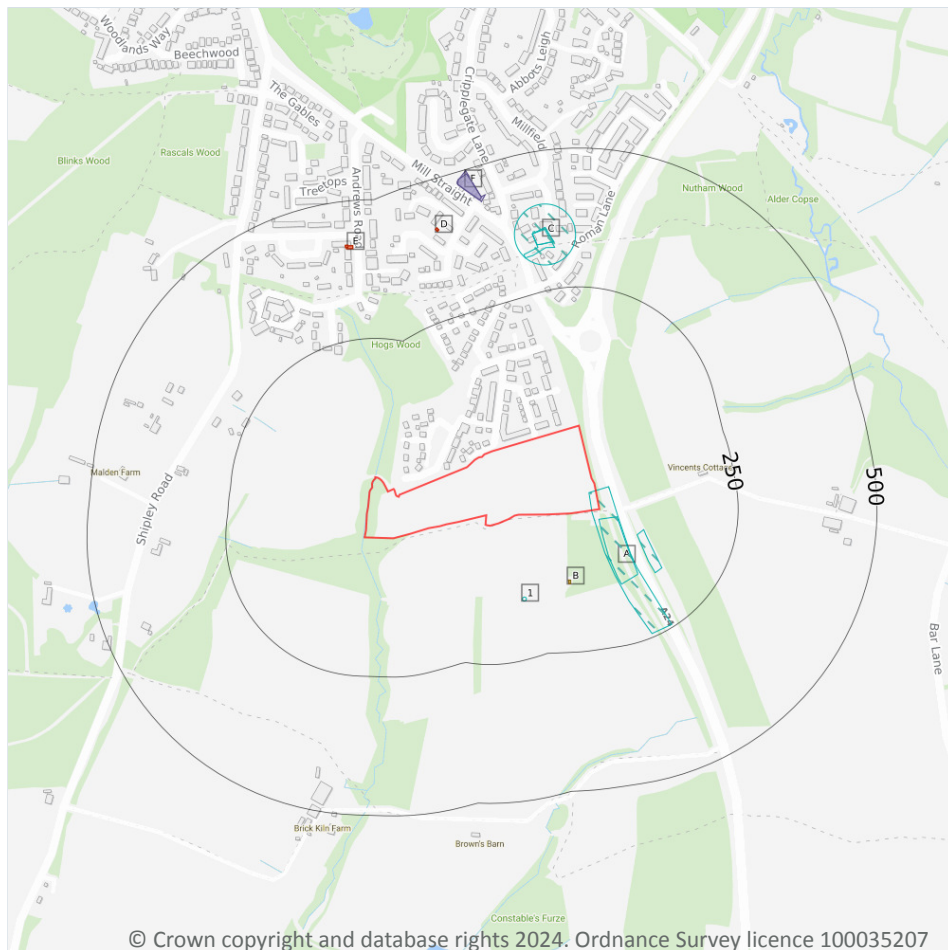 Woodlands Way
Beechwood
The Gables
Cripplegate Lane
Abbots Leigh
Millfield
Blinks Wood
Rascals Wood
Treetops
Andrews Road
Mill Straight
Roman Lane
Nutham Wood
Alder Copse
D
C
Hogs Wood
Malden Farm
Shipley Road
Vincents Cottage
250
500
A
B
1
A24
Bar Lane
Brick Kiln Farm
Brown's Barn
Constable's Furze
© Crown copyright and database rights 2024. Ordnance Survey licence 100035207